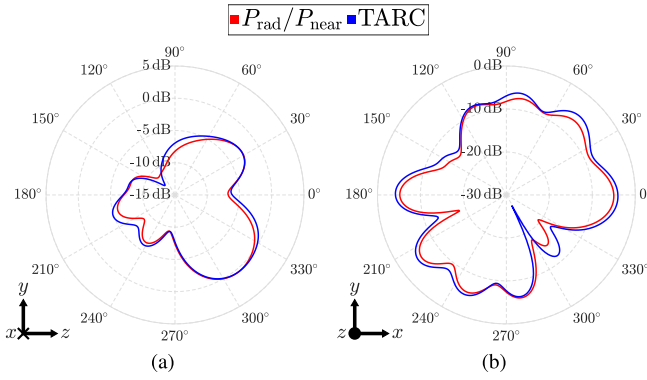 P_rad/P_near TARC
90° 90°
5 dB 0 dB
120° 60° 120° 60°
0 dB
-5 dB -10 dB
150° 30° 150° 30°
-10 dB -20 dB
180° -15 dB 0° 180° -30 dB 0
210° 330° 210° 330
y y
x z z x
240° 300° 240° 300°
270° 270°
(a) (b)